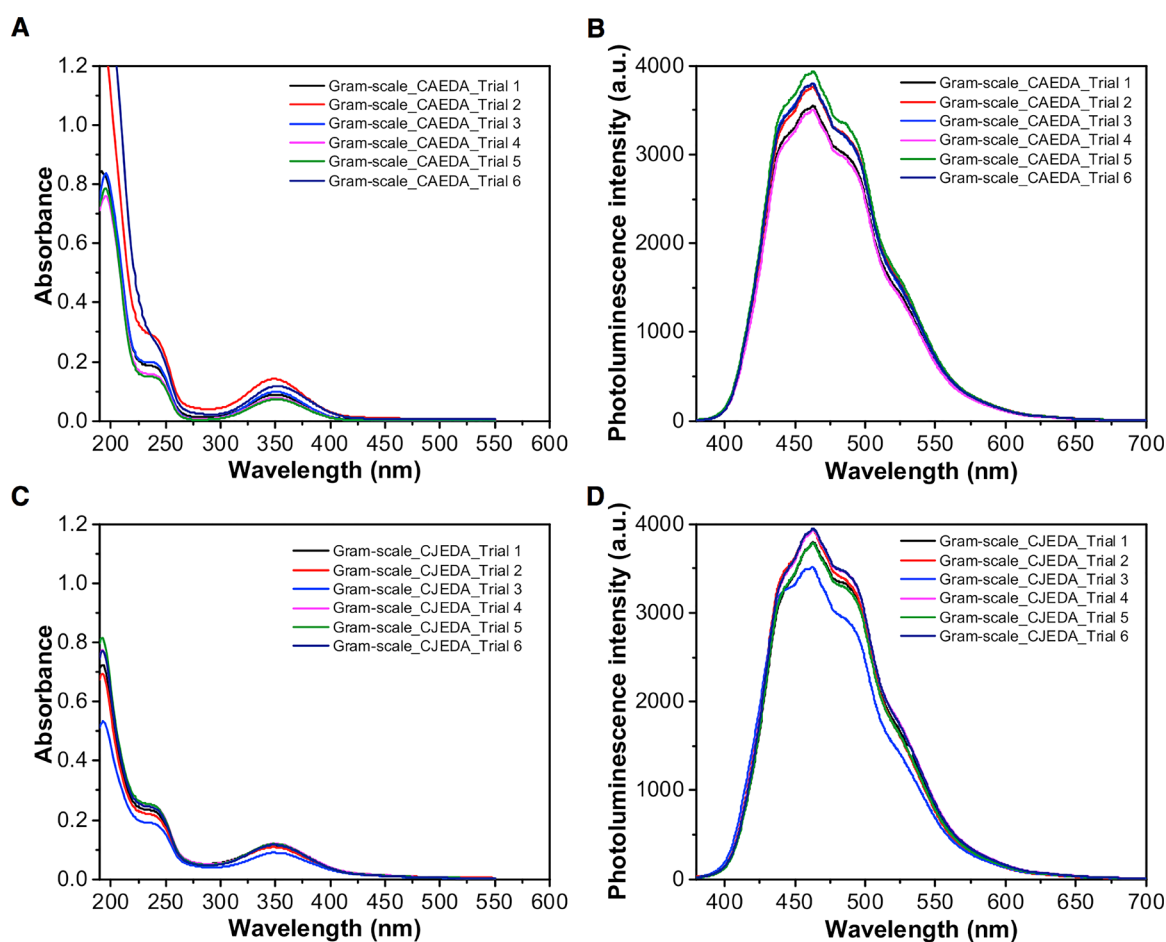 A
B
Absorbance
1.2
1.0
0.8
0.6
0.4
0.2
0.0
Gram-scale_CAEDA_Trial 1
Gram-scale_CAEDA_Trial 2
Gram-scale_CAEDA_Trial 3
Gram-scale_CAEDA_Trial 4
Gram-scale_CAEDA_Trial 5
Gram-scale_CAEDA_Trial 6
200 250 300 350 400 450 500 550 600
Wavelength (nm)
Photoluminescence intensity (a.u.)
4000
3000
2000
1000
0
Gram-scale_CAEDA_Trial 1
Gram-scale_CAEDA_Trial 2
Gram-scale_CAEDA_Trial 3
Gram-scale_CAEDA_Trial 4
Gram-scale_CAEDA_Trial 5
Gram-scale_CAEDA_Trial 6
400 450 500 550 600 650 700
Wavelength (nm)
C
D
Absorbance
1.2
1.0
0.8
0.6
0.4
0.2
0.0
Gram-scale_CJEDA_Trial 1
Gram-scale_CJEDA_Trial 2
Gram-scale_CJEDA_Trial 3
Gram-scale_CJEDA_Trial 4
Gram-scale_CJEDA_Trial 5
Gram-scale_CJEDA_Trial 6
200 250 300 350 400 450 500 550 600
Wavelength (nm)
Photoluminescence intensity (a.u.)
4000
3000
2000
1000
0
Gram-scale_CJEDA_Trial 1
Gram-scale_CJEDA_Trial 2
Gram-scale_CJEDA_Trial 3
Gram-scale_CJEDA_Trial 4
Gram-scale_CJEDA_Trial 5
Gram-scale_CJEDA_Trial 6
400 450 500 550 600 650 700
Wavelength (nm)